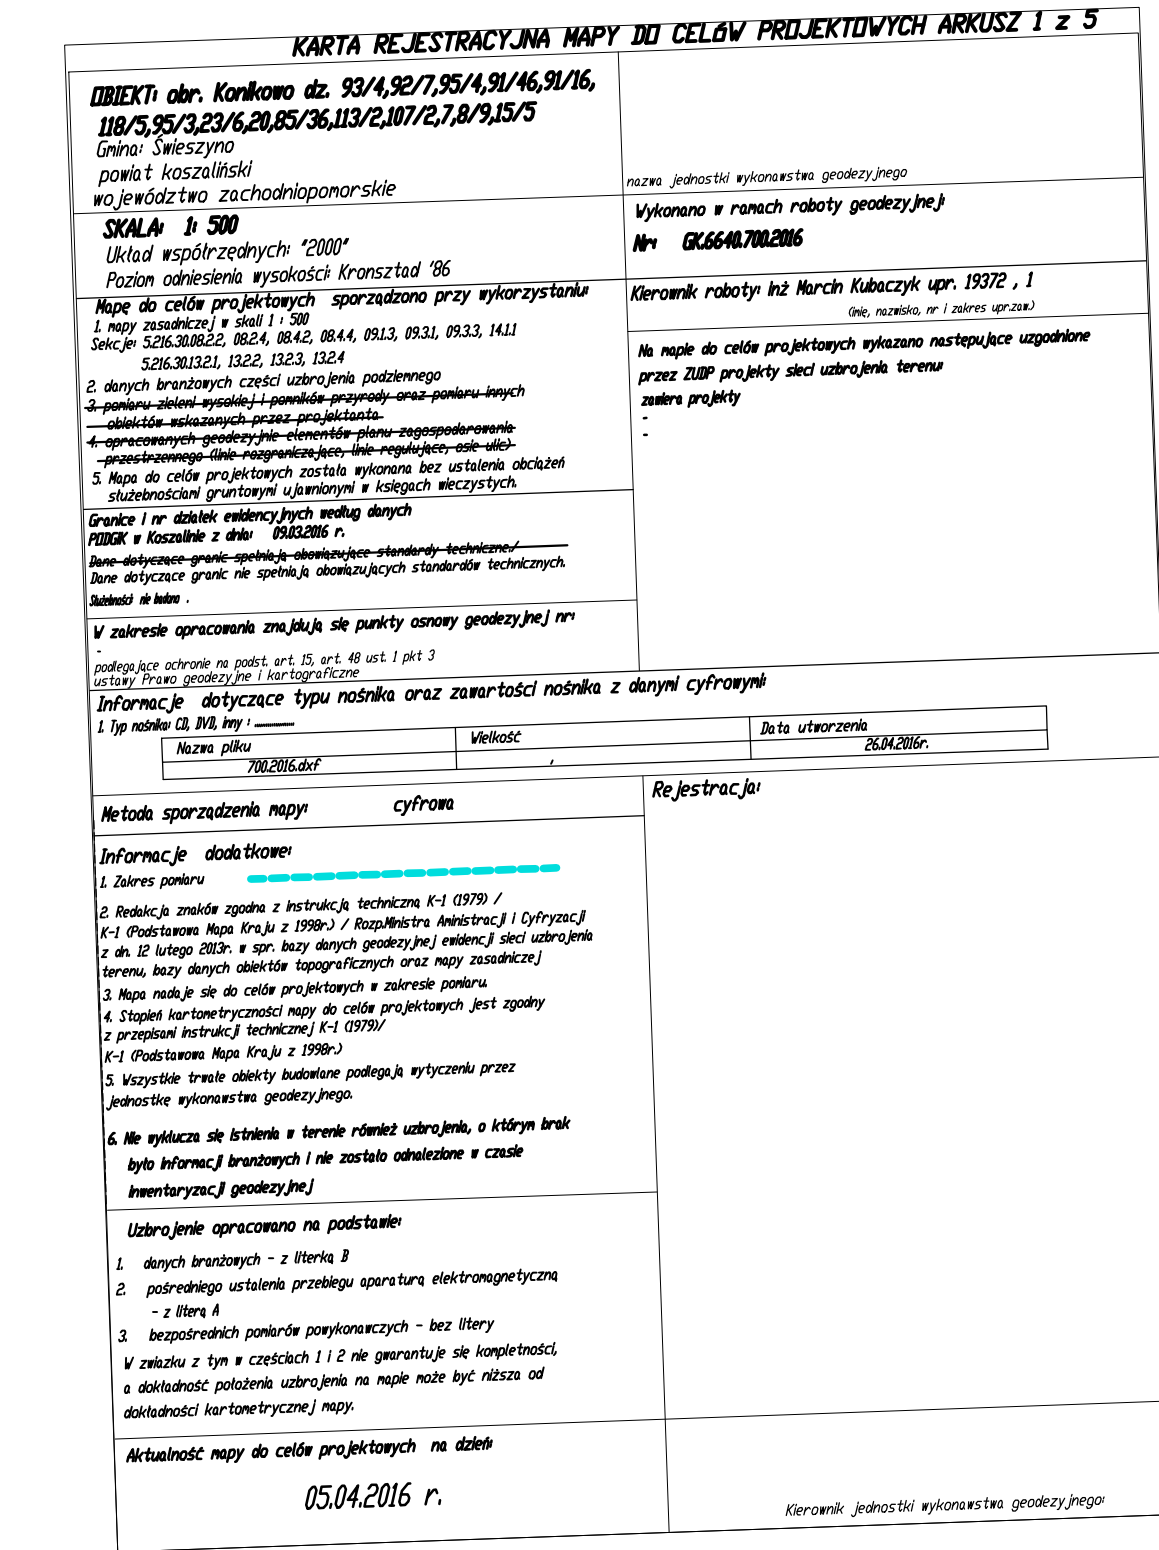 KARTA REJESTRACYJNA MAPY DO CELÓW PROJEKTOWYCH ARKUSZ 1 z 5
OBIEKT: obr. Konikowo dz. 93/4,92/7,95/4,91/46,91/16,
118/5,95/3,23/6,20,85/36,113/2,107/2,7,8/9,15/5
Gmina: Świeszyno
powiat koszaliński
województwo zachodniopomorskie
nazwa jednostki wykonawstwa geodezyjnego
SKALA: 1: 500
Układ współrzędnych: "2000"
Poziom odniesienia wysokości: Kronsztad '86
Wykonano w ramach roboty geodezyjnej:
Nr: GK.6640.700.2016
Mapę do celów projektowych sporządzono przy wykorzystaniu:
1. mapy zasadniczej w skali 1 : 500
Sekcje: 5.216.30.08.2.2, 08.2.4, 08.4.2, 08.4.4, 09.1.3, 09.3.1, 09.3.3, 14.1.1
5.216.30.13.2.1, 13.2.2, 13.2.3, 13.2.4
2. danych branżowych części uzbrojenia podziemnego
3. pomiaru zieleni wysokiej i pomników przyrody oraz pomiaru innych
obiektów wskazanych przez projektanta
4. opracowanych geodezyjnie elementów planu zagospodarowania
przestrzennego (linie rozgraniczające, linie regulujące, osie ulic)
5. Mapa do celów projektowych została wykonana bez ustalenia obciążeń
służebnościami gruntowymi ujawnionymi w księgach wieczystych.
Kierownik roboty: inż Marcin Kubaczyk upr. 19372 , 1
(imię, nazwisko, nr i zakres upr.zaw.)
Na mapie do celów projektowych wykazano następujące uzgodnione
przez ZUDP projekty sieci uzbrojenia terenu:
zawiera projekty
-
-
Granice i nr działek ewidencyjnych według danych
PODGiK w Koszalinie z dnia: 09.03.2016 r.
Dane dotyczące granic spełniają obowiązujące standardy techniczne./
Dane dotyczące granic nie spełniają obowiązujących standardów technicznych.
Służebności nie badano .
W zakresie opracowania znajdują się punkty osnowy geodezyjnej nr:
-
podlegające ochronie na podst. art. 15, art. 48 ust. 1 pkt 3
ustawy Prawo geodezyjne i kartograficzne
Informacje dotyczące typu nośnika oraz zawartości nośnika z danymi cyfrowymi:
1. Typ nośnika: CD, DVD, inny : ..................
Nazwa pliku Wielkość Data utworzenia
700.2016.dxf , 26.04.2016r.
Metoda sporządzenia mapy: cyfrowa
Rejestracja:
Informacje dodatkowe:
1. Zakres pomiaru
2. Redakcja znaków zgodna z instrukcją techniczną K-1 (1979) /
K-1 (Podstawowa Mapa Kraju z 1998r.) / Rozp.Ministra Aministracji i Cyfryzacji
z dn. 12 lutego 2013r. w spr. bazy danych geodezyjnej ewidencji sieci uzbrojenia
terenu, bazy danych obiektów topograficznych oraz mapy zasadniczej
3. Mapa nadaje się do celów projektowych w zakresie pomiaru.
4. Stopień kartometryczności mapy do celów projektowych jest zgodny
z przepisami instrukcji technicznej K-1 (1979)/
K-1 (Podstawowa Mapa Kraju z 1998r.)
5. Wszystkie trwałe obiekty budowlane podlegają wytyczeniu przez
jednostkę wykonawstwa geodezyjnego.
6. Nie wyklucza się istnienia w terenie również uzbrojenia, o którym brak
było informacji branżowych i nie zostało odnalezione w czasie
inwentaryzacji geodezyjnej
Uzbrojenie opracowano na podstawie:
1. danych branżowych - z literką B
2. pośredniego ustalenia przebiegu aparaturą elektromagnetyczną
- z literą A
3. bezpośrednich pomiarów powykonawczych - bez litery
W zwiazku z tym w częściach 1 i 2 nie gwarantuje się kompletności,
a dokładność położenia uzbrojenia na mapie może być niższa od
dokładności kartometrycznej mapy.
Aktualność mapy do celów projektowych na dzień:
05.04.2016 r.
Kierownik jednostki wykonawstwa geodezyjnego: